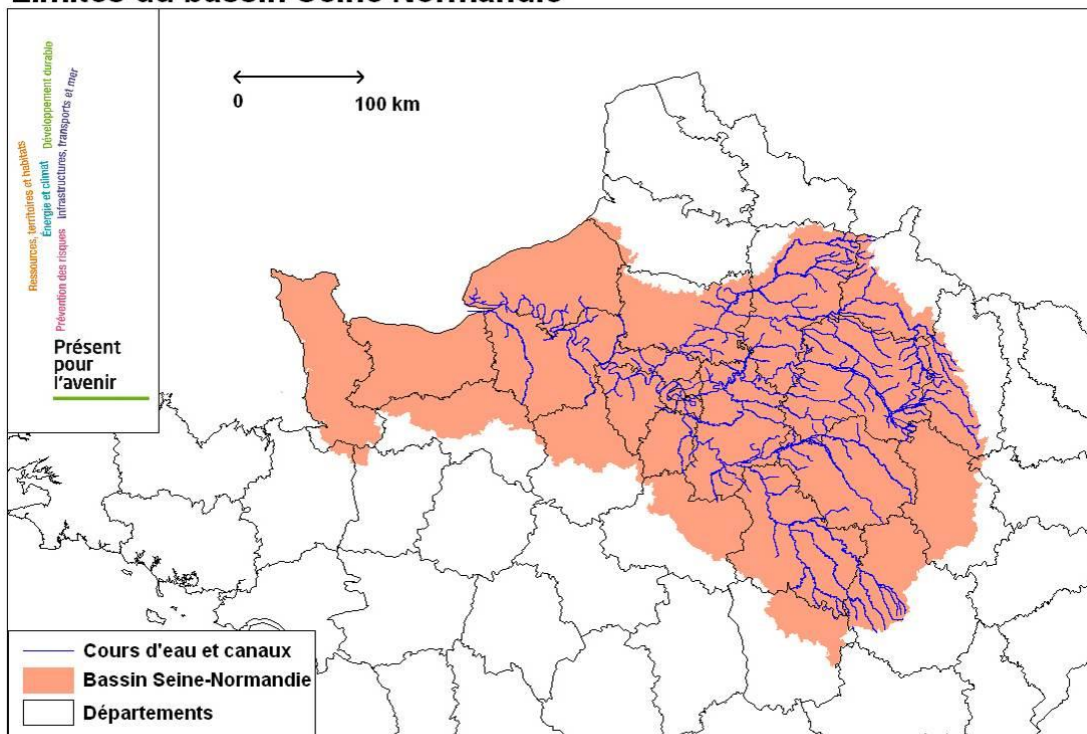 Limites du bassin Seine-Normandie
Ressources, territoires et habitats
Énergie et climat Développement durable
Prévention des risques Infrastructures, transports et mer
Présent
pour
l'avenir
0 100 km
Cours d'eau et canaux
Bassin Seine-Normandie
Départements